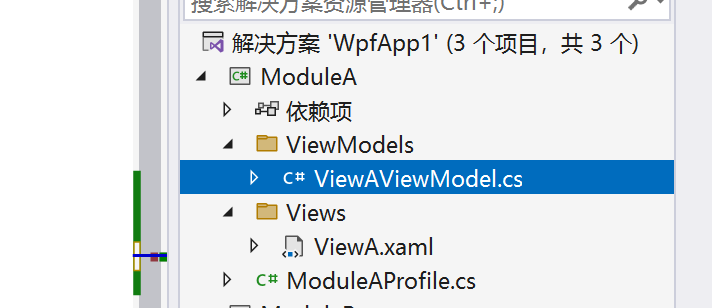 搜索解决方案资源管理器(Ctrl+;)
解决方案 'WpfApp1' (3 个项目，共 3 个)
C# ModuleA
依赖项
ViewModels
C# ViewAViewModel.cs
Views
ViewA.xaml
C# ModuleAProfile.cs